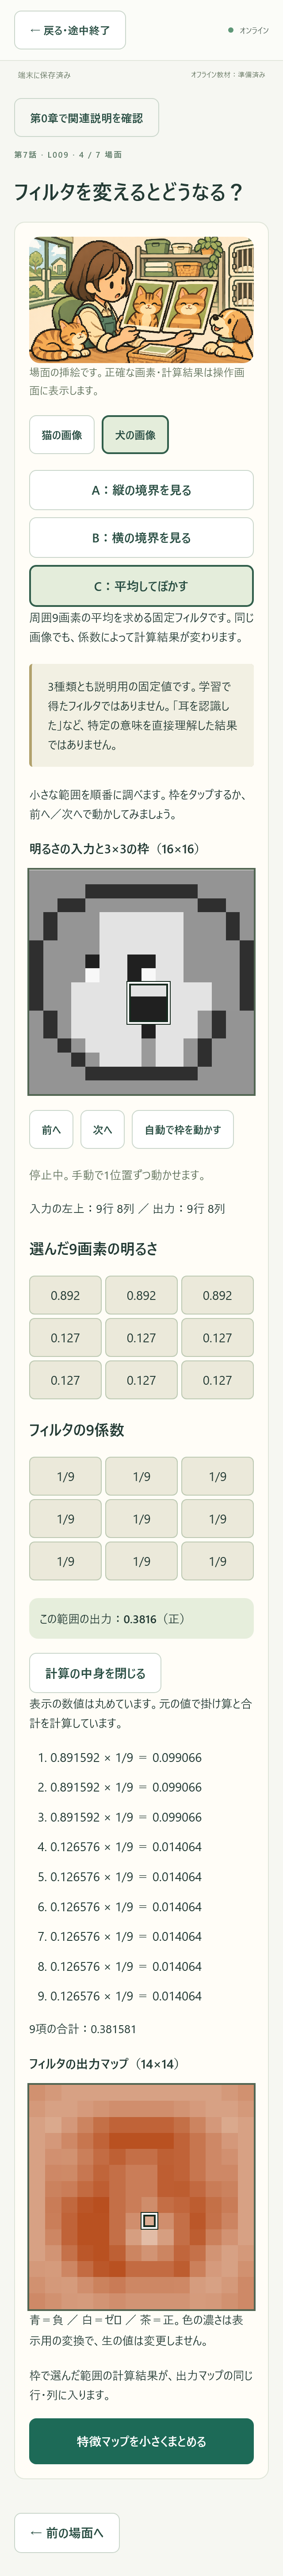 ← 戻る・途中終了
オンライン
端末に保存済み
オフライン教材：準備済み
第0章で関連説明を確認
第7話 · L009 · 4 / 7 場面
フィルタを変えるとどうなる？
場面の挿絵です。正確な画素・計算結果は操作画
面に表示します。
猫の画像
犬の画像
A：縦の境界を見る
B：横の境界を見る
C：平均してぼかす
周囲9画素の平均を求める固定フィルタです。同じ
画像でも、係数によって計算結果が変わります。
3種類とも説明用の固定値です。学習で
得たフィルタではありません。「耳を認識し
た」など、特定の意味を直接理解した結果
ではありません。
小さな範囲を順番に調べます。枠をタップするか、
前へ／次へで動かしてみましょう。
明るさの入力と3×3の枠（16×16）
前へ
次へ
自動で枠を動かす
停止中。手動で1位置ずつ動かせます。
入力の左上：9行 8列 ／ 出力：9行 8列
選んだ9画素の明るさ
0.892 0.892 0.892
0.127 0.127 0.127
0.127 0.127 0.127
フィルタの9係数
1/9 1/9 1/9
1/9 1/9 1/9
1/9 1/9 1/9
この範囲の出力：0.3816（正）
計算の中身を閉じる
表示の数値は丸めています。元の値で掛け算と合
計を計算しています。
1. 0.891592 × 1/9 ＝ 0.099066
2. 0.891592 × 1/9 ＝ 0.099066
3. 0.891592 × 1/9 ＝ 0.099066
4. 0.126576 × 1/9 ＝ 0.014064
5. 0.126576 × 1/9 ＝ 0.014064
6. 0.126576 × 1/9 ＝ 0.014064
7. 0.126576 × 1/9 ＝ 0.014064
8. 0.126576 × 1/9 ＝ 0.014064
9. 0.126576 × 1/9 ＝ 0.014064
9項の合計：0.381581
フィルタの出力マップ（14×14）
青＝負 ／ 白＝ゼロ ／ 茶＝正。色の濃さは表
示用の変換で、生の値は変更しません。
枠で選んだ範囲の計算結果が、出力マップの同じ
行・列に入ります。
特徴マップを小さくまとめる
← 前の場面へ